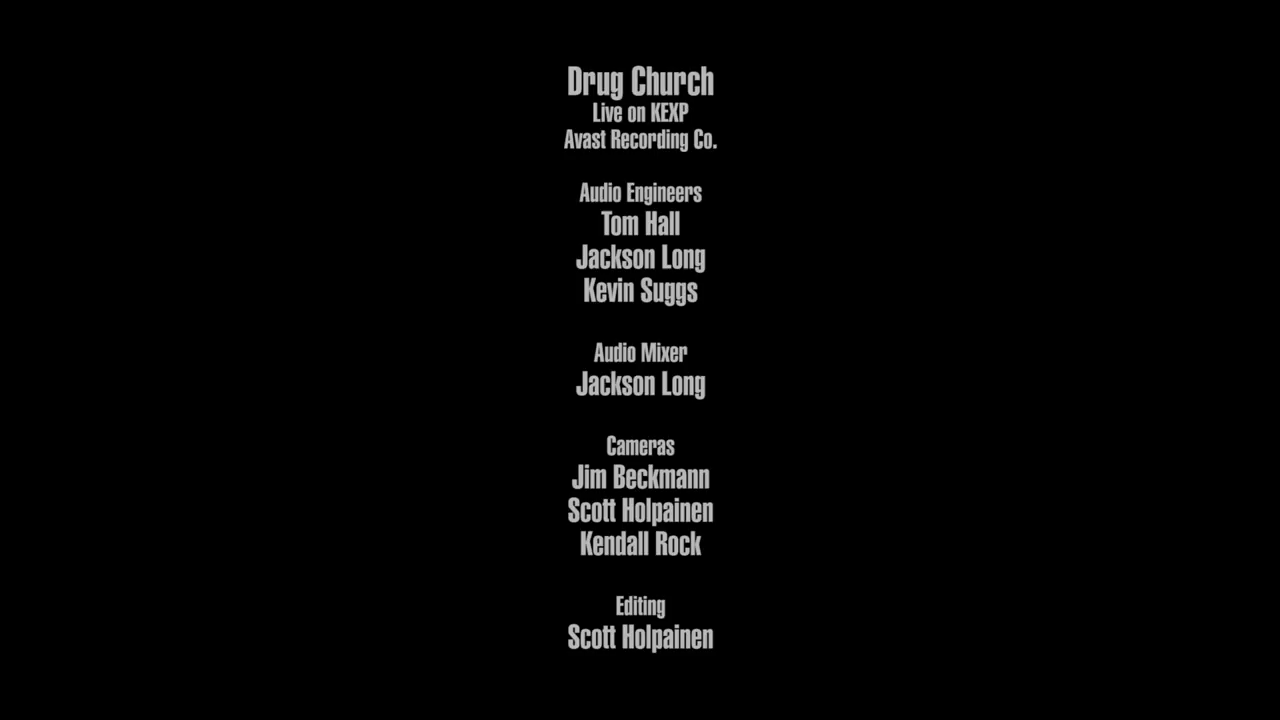 Drug Church
Live on KEXP
Avast Recording Co.
Audio Engineers
Tom Hall
Jackson Long
Kevin Suggs
Audio Mixer
Jackson Long
Cameras
Jim Beckmann
Scott Holpainen
Kendall Rock
Editing
Scott Holpainen